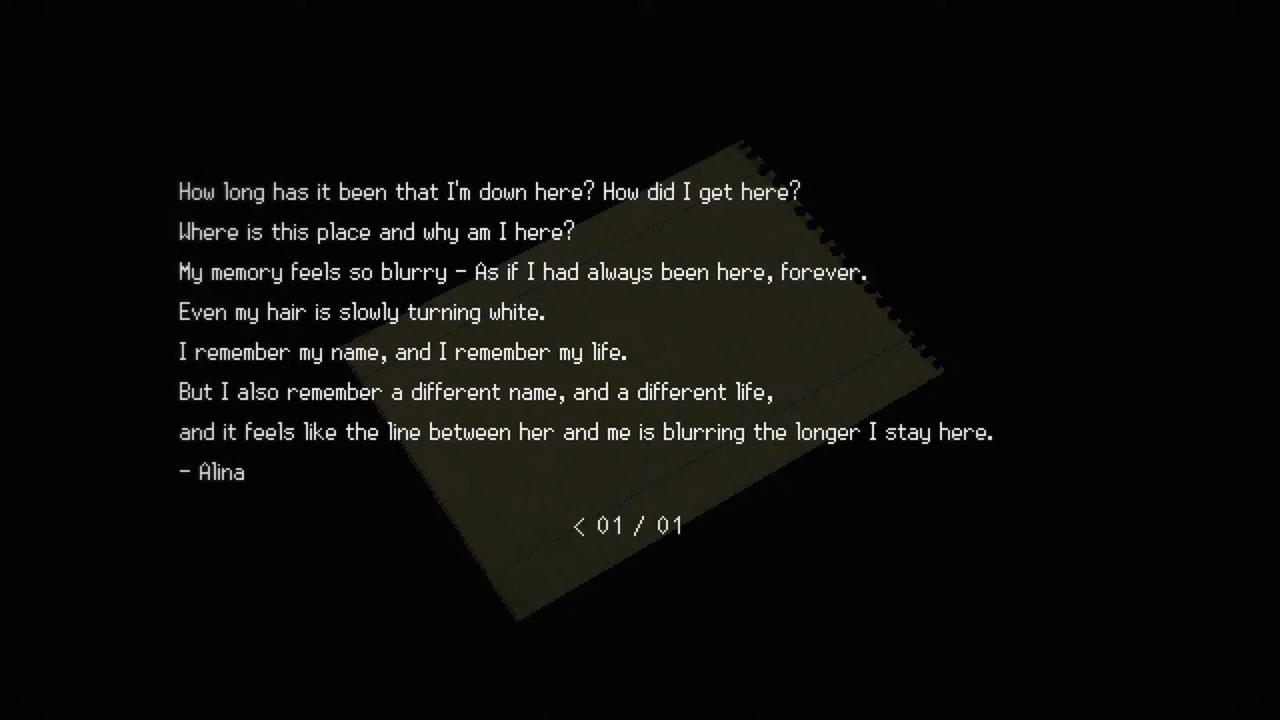 How long has it been that I'm down here? How did I get here?
Where is this place and why am I here?
My memory feels so blurry - As if I had always been here, forever.
Even my hair is slowly turning white.
I remember my name, and I remember my life.
But I also remember a different name, and a different life,
and it feels like the line between her and me is blurring the longer I stay here.
- Alina
< 01 / 01